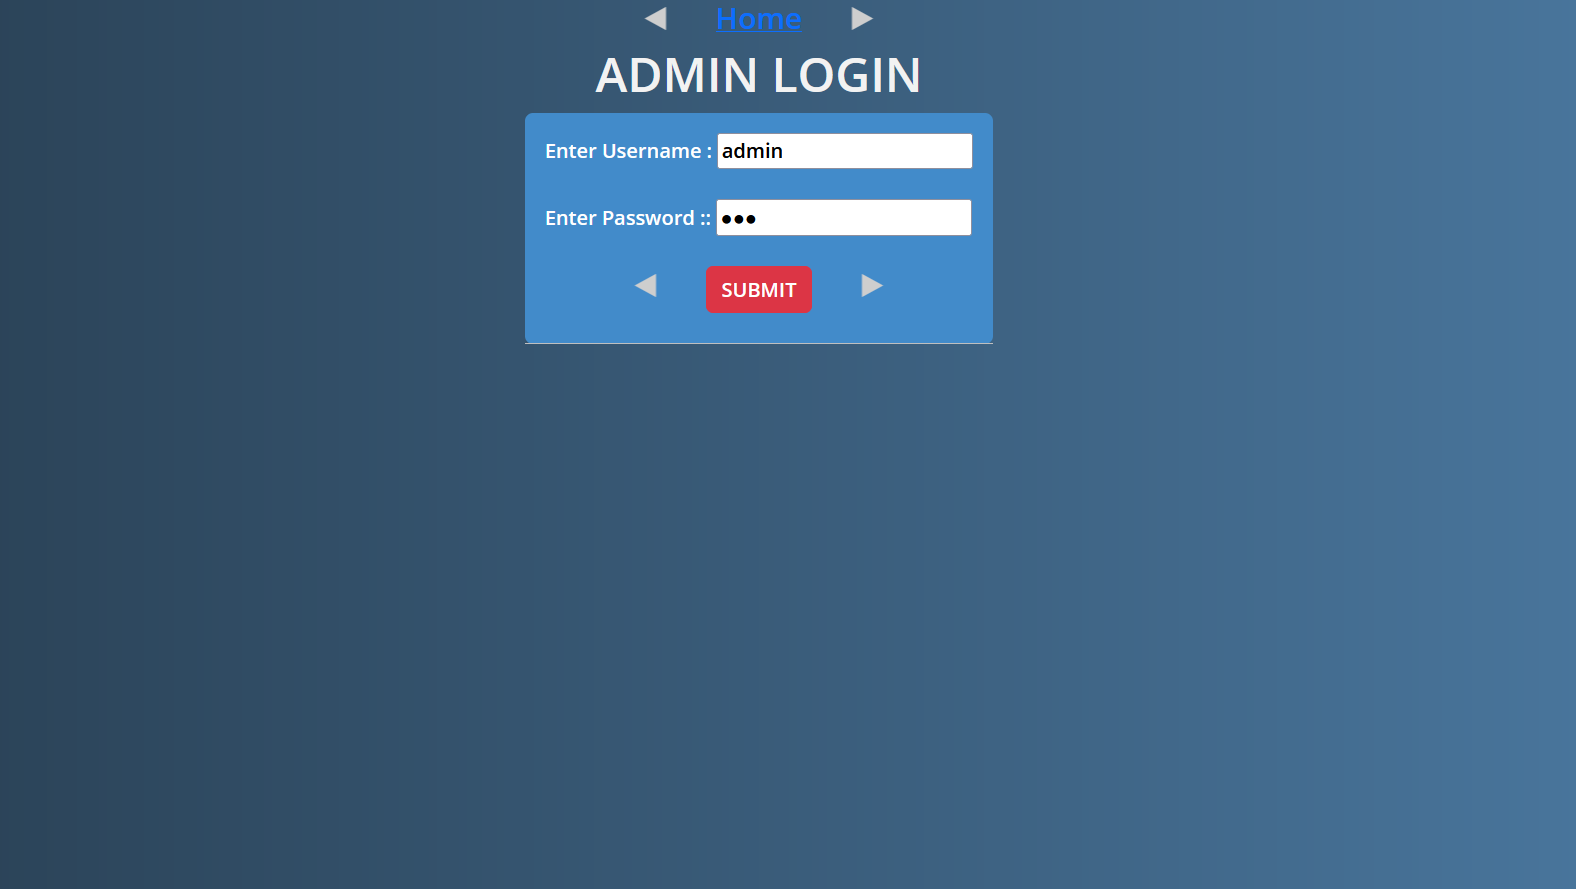 Home
ADMIN LOGIN
Enter Username : admin
Enter Password :: •••
SUBMIT